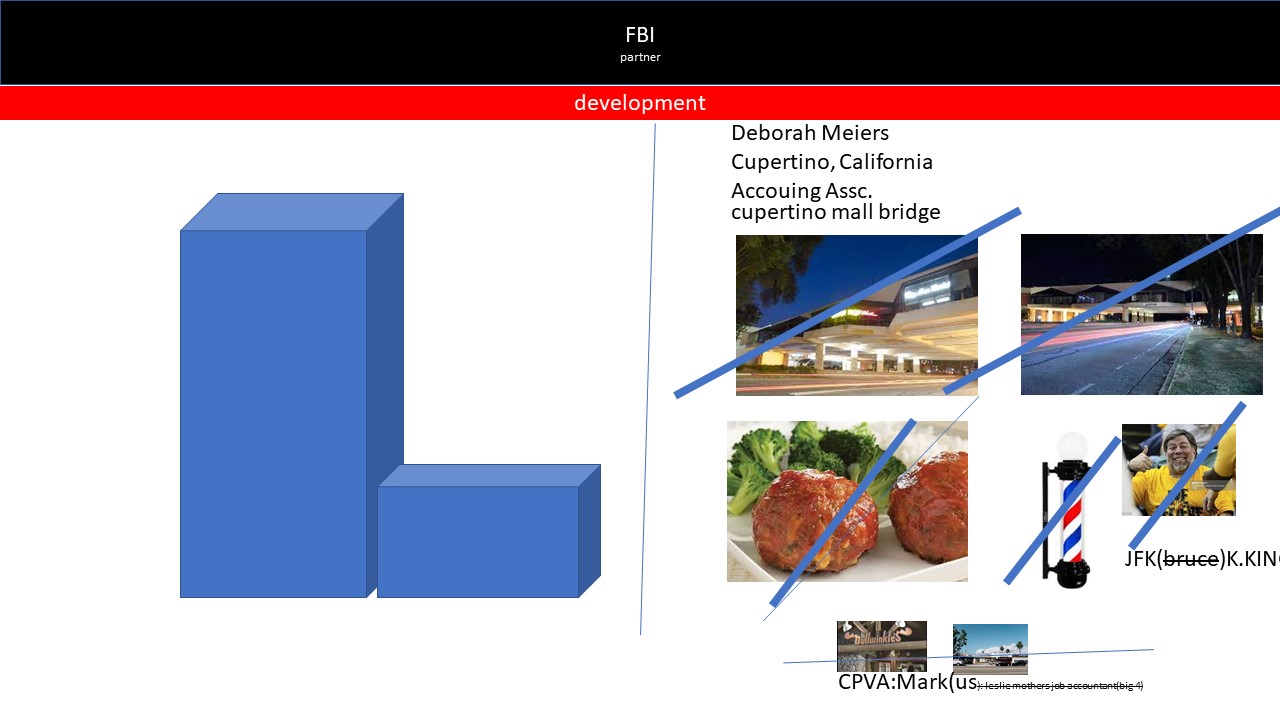 FBI
partner
development
Deborah Meiers
Cupertino, California
Accouing Assc.
cupertino mall bridge
JFK(bruce)K.KIN
Bullwinkle's
CPVA:Mark(us): leslie mothers job accountant(big 4)